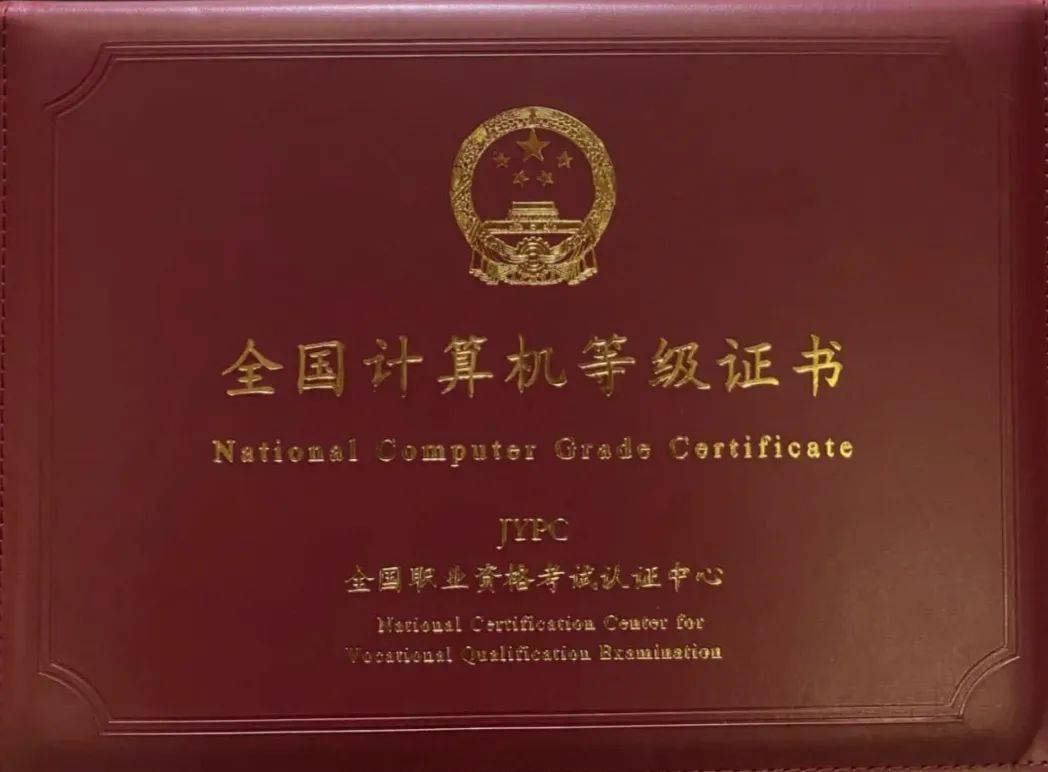 全国计算机等级证书
National Computer Grade Certificate
JYPC
全国职业资格考试认证中心
National Certification Center for
Vocational Qualification Examination